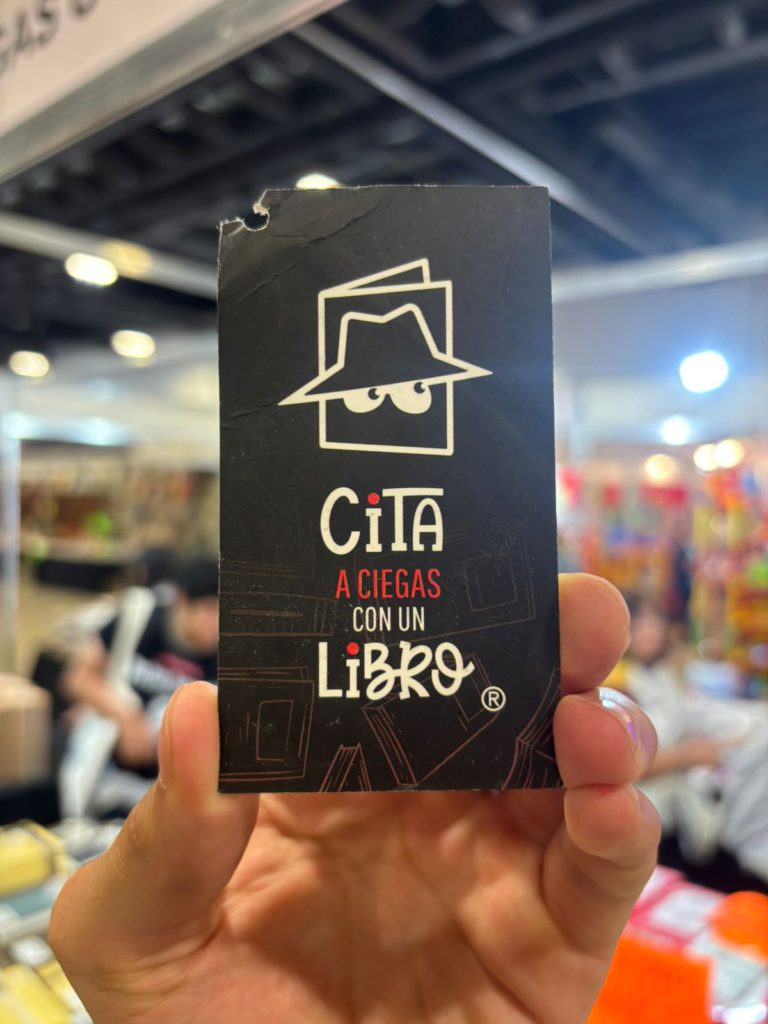 CiTA
A CIEGAS
CON UN
LiBRO ®